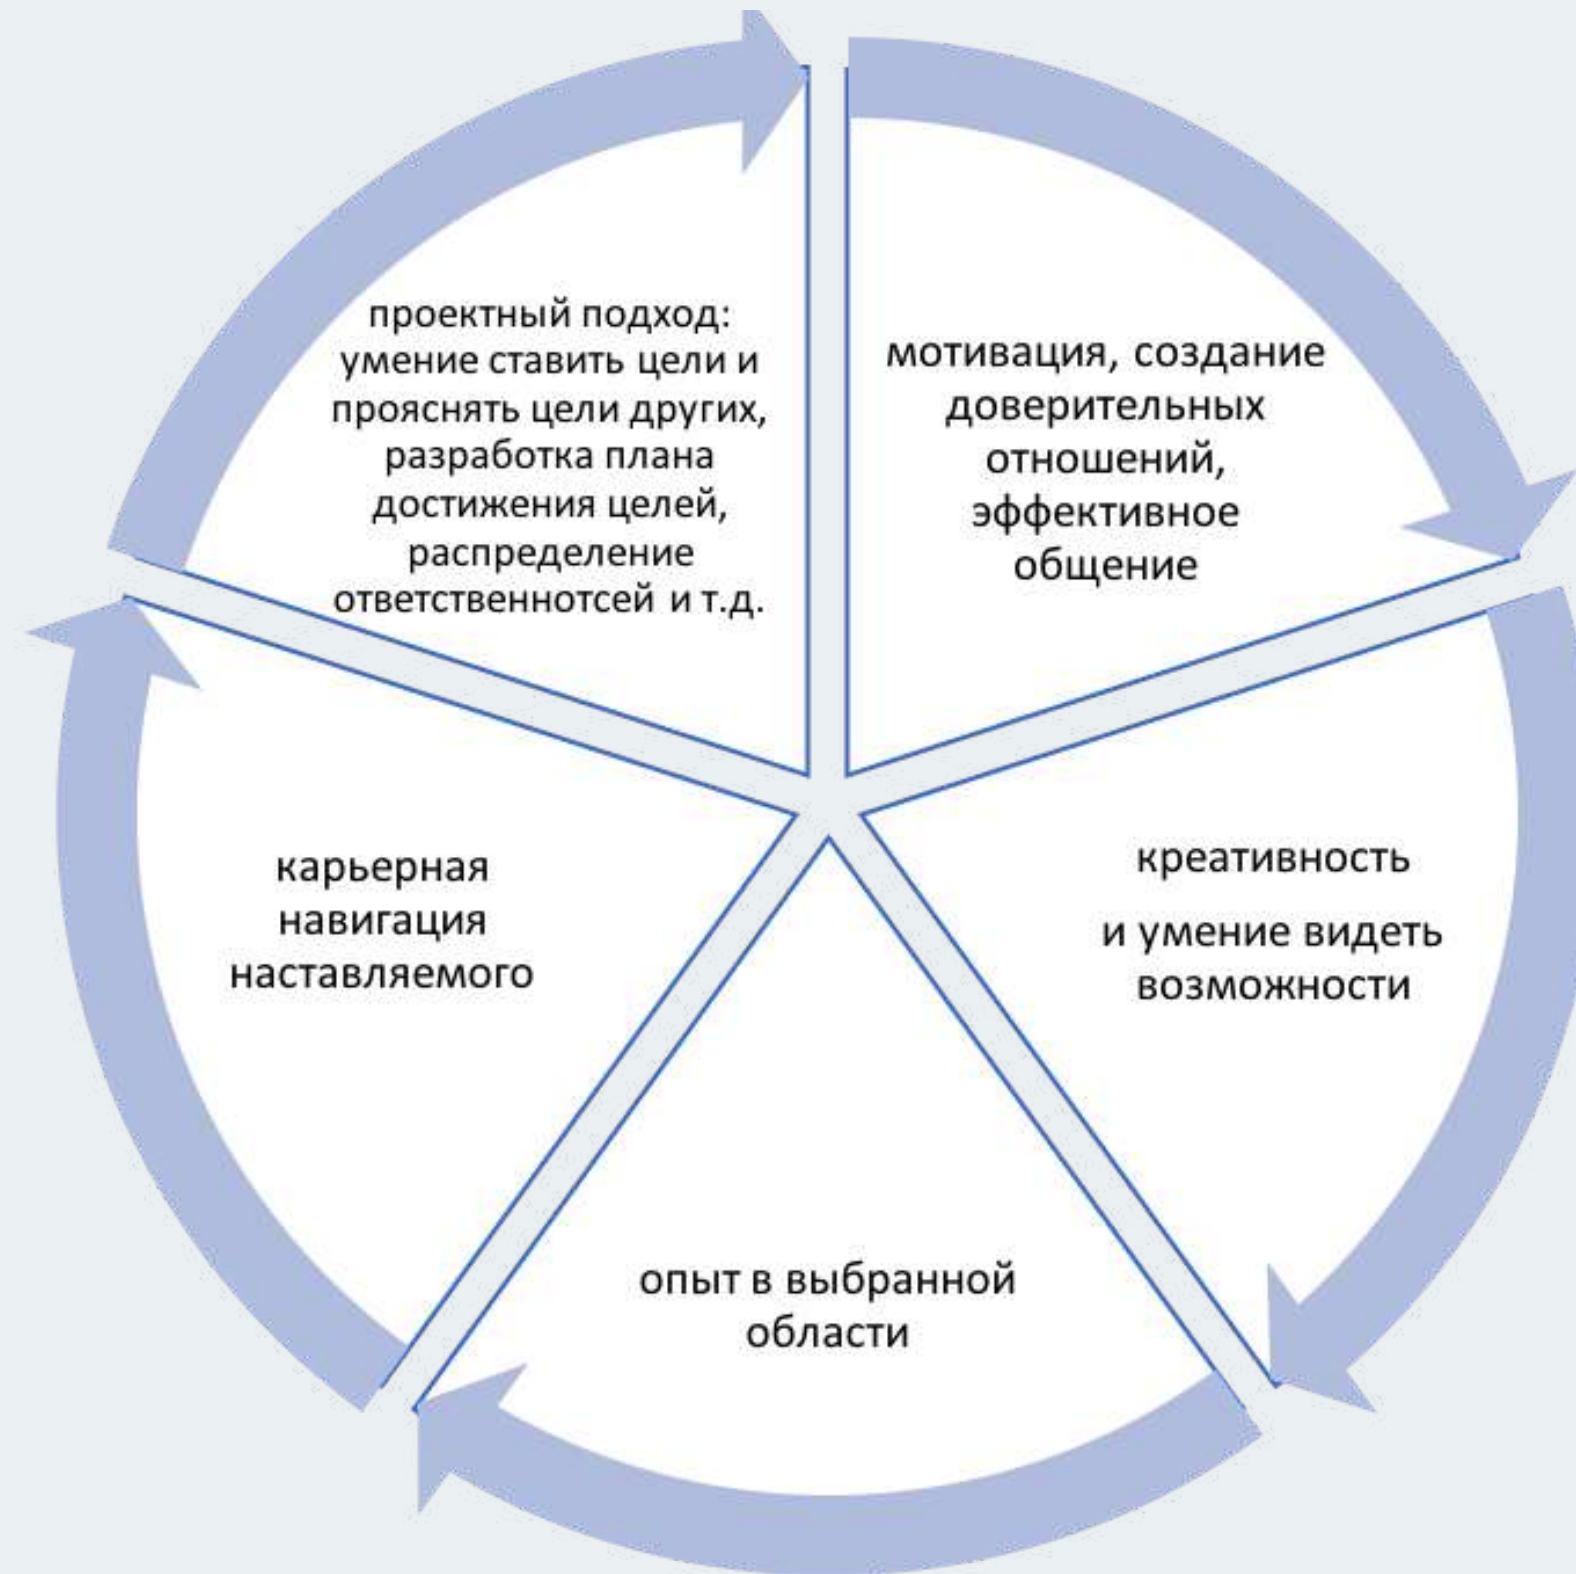 проектный подход:
умение ставить цели и
прояснять цели других,
разработка плана
достижения целей,
распределение
ответственнотсей и т.д.
мотивация, создание
доверительных
отношений,
эффективное
общение
креативность
и умение видеть
возможности
опыт в выбранной
области
карьерная
навигация
наставляемого